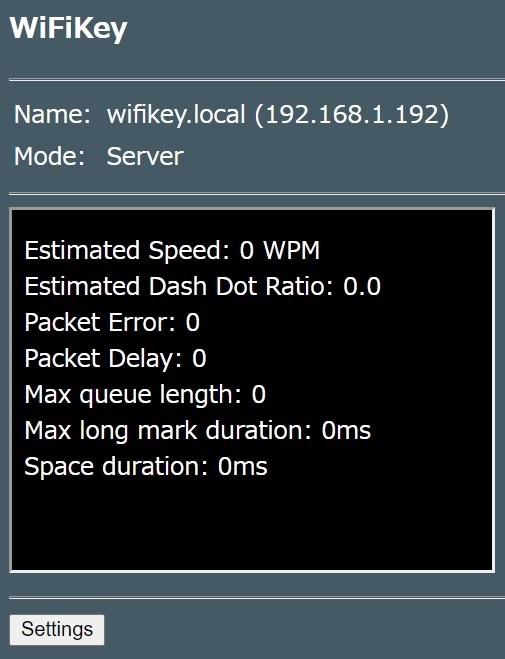 WiFiKey
Name: wifikey.local (192.168.1.192)
Mode: Server
Estimated Speed: 0 WPM
Estimated Dash Dot Ratio: 0.0
Packet Error: 0
Packet Delay: 0
Max queue length: 0
Max long mark duration: 0ms
Space duration: 0ms
Settings